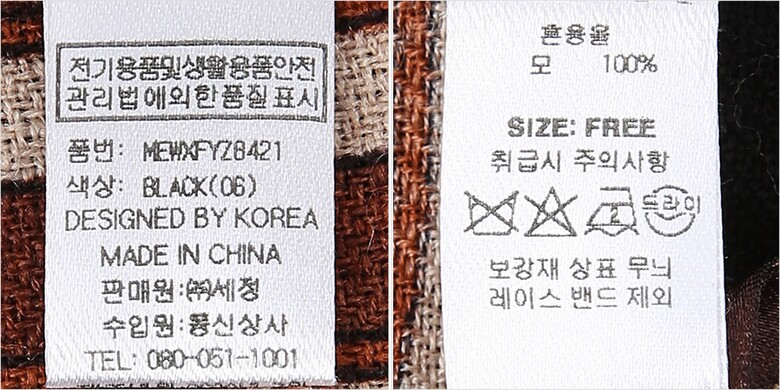 전기용품및생활용품안전
관리법에의한품질표시
품번: MEWXFYZ6421
색상: BLACK(06)
DESIGNED BY KOREA
MADE IN CHINA
판매원:㈜세정
수입원:풍신상사
TEL: 080-051-1001
혼용율
모 100%
SIZE: FREE
취급시 주의사항
2 드라이
보강재 상표 무늬
레이스 밴드 제외